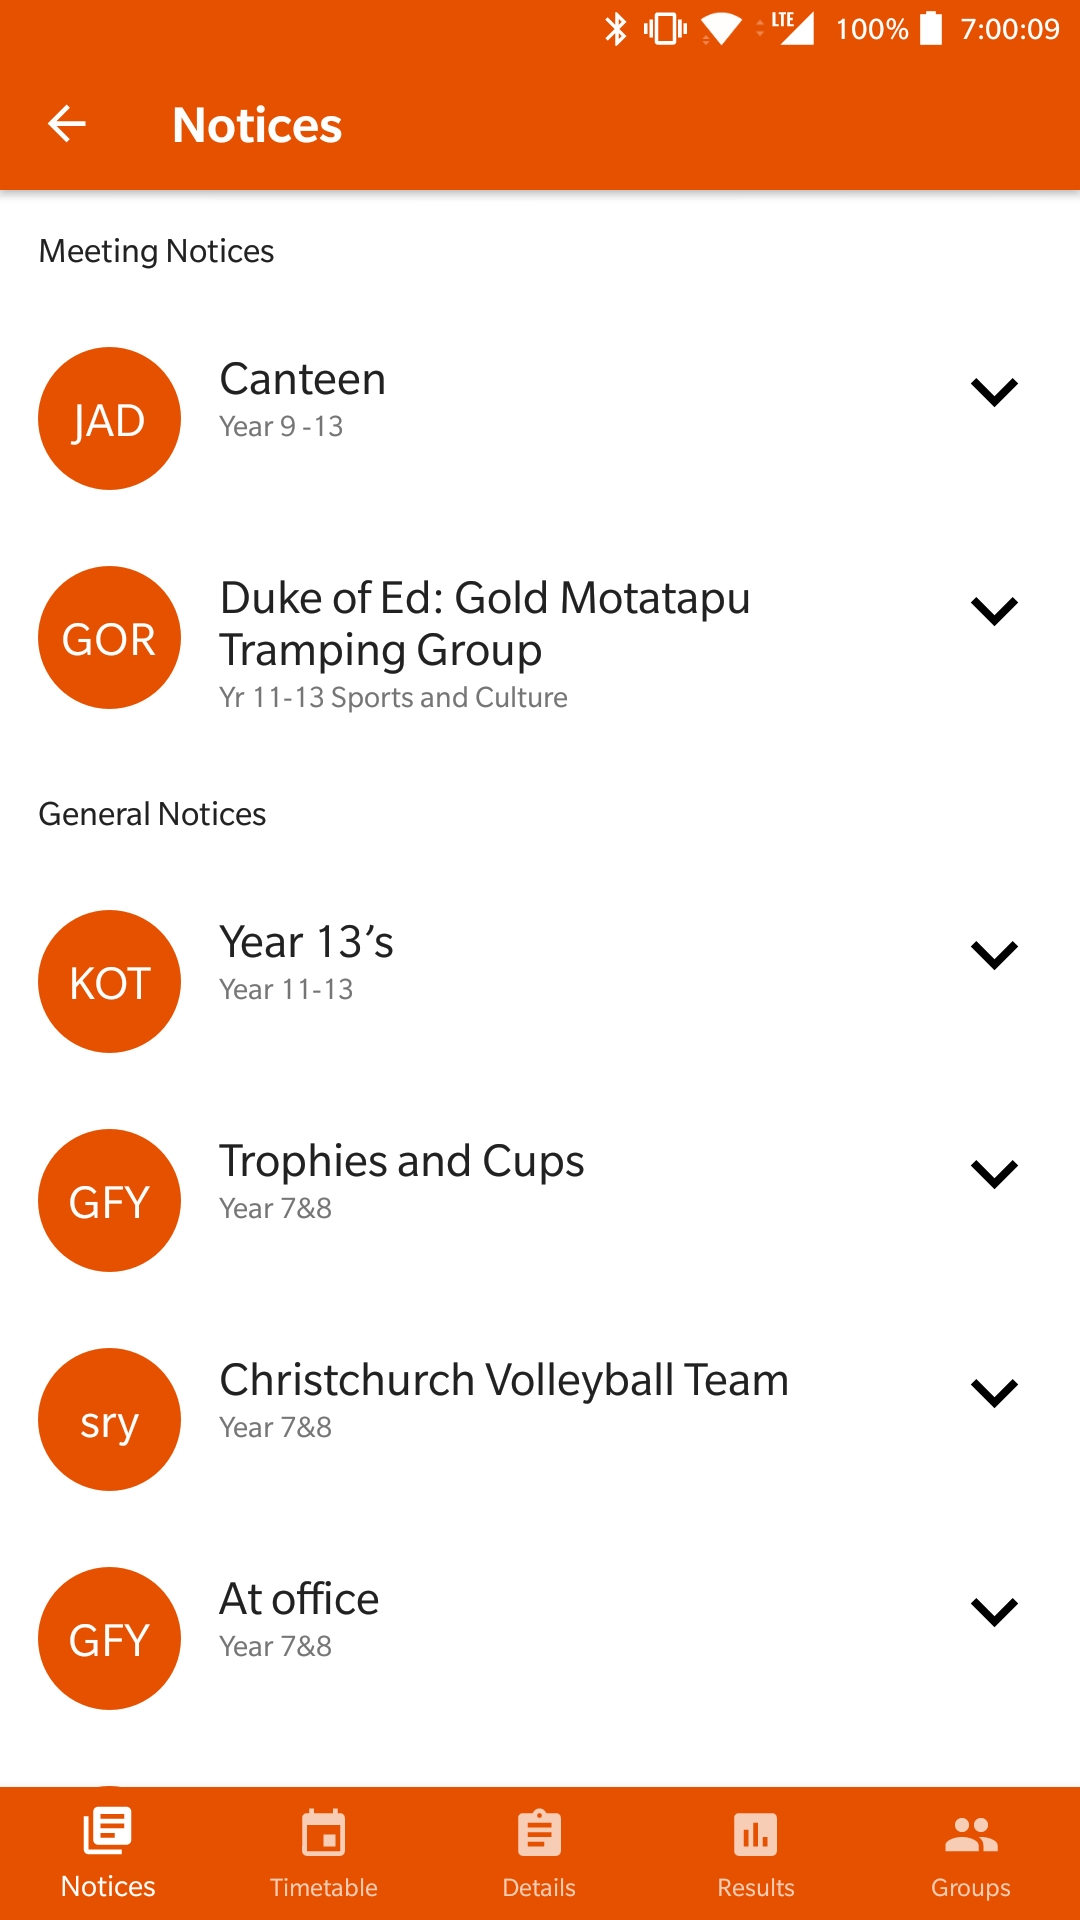 LTE 100% 7:00:09
Notices
Meeting Notices
JAD
Canteen
Year 9 -13
GOR
Duke of Ed: Gold Motatapu
Tramping Group
Yr 11-13 Sports and Culture
General Notices
KOT
Year 13’s
Year 11-13
GFY
Trophies and Cups
Year 7&8
sry
Christchurch Volleyball Team
Year 7&8
GFY
At office
Year 7&8
Notices Timetable Details Results Groups